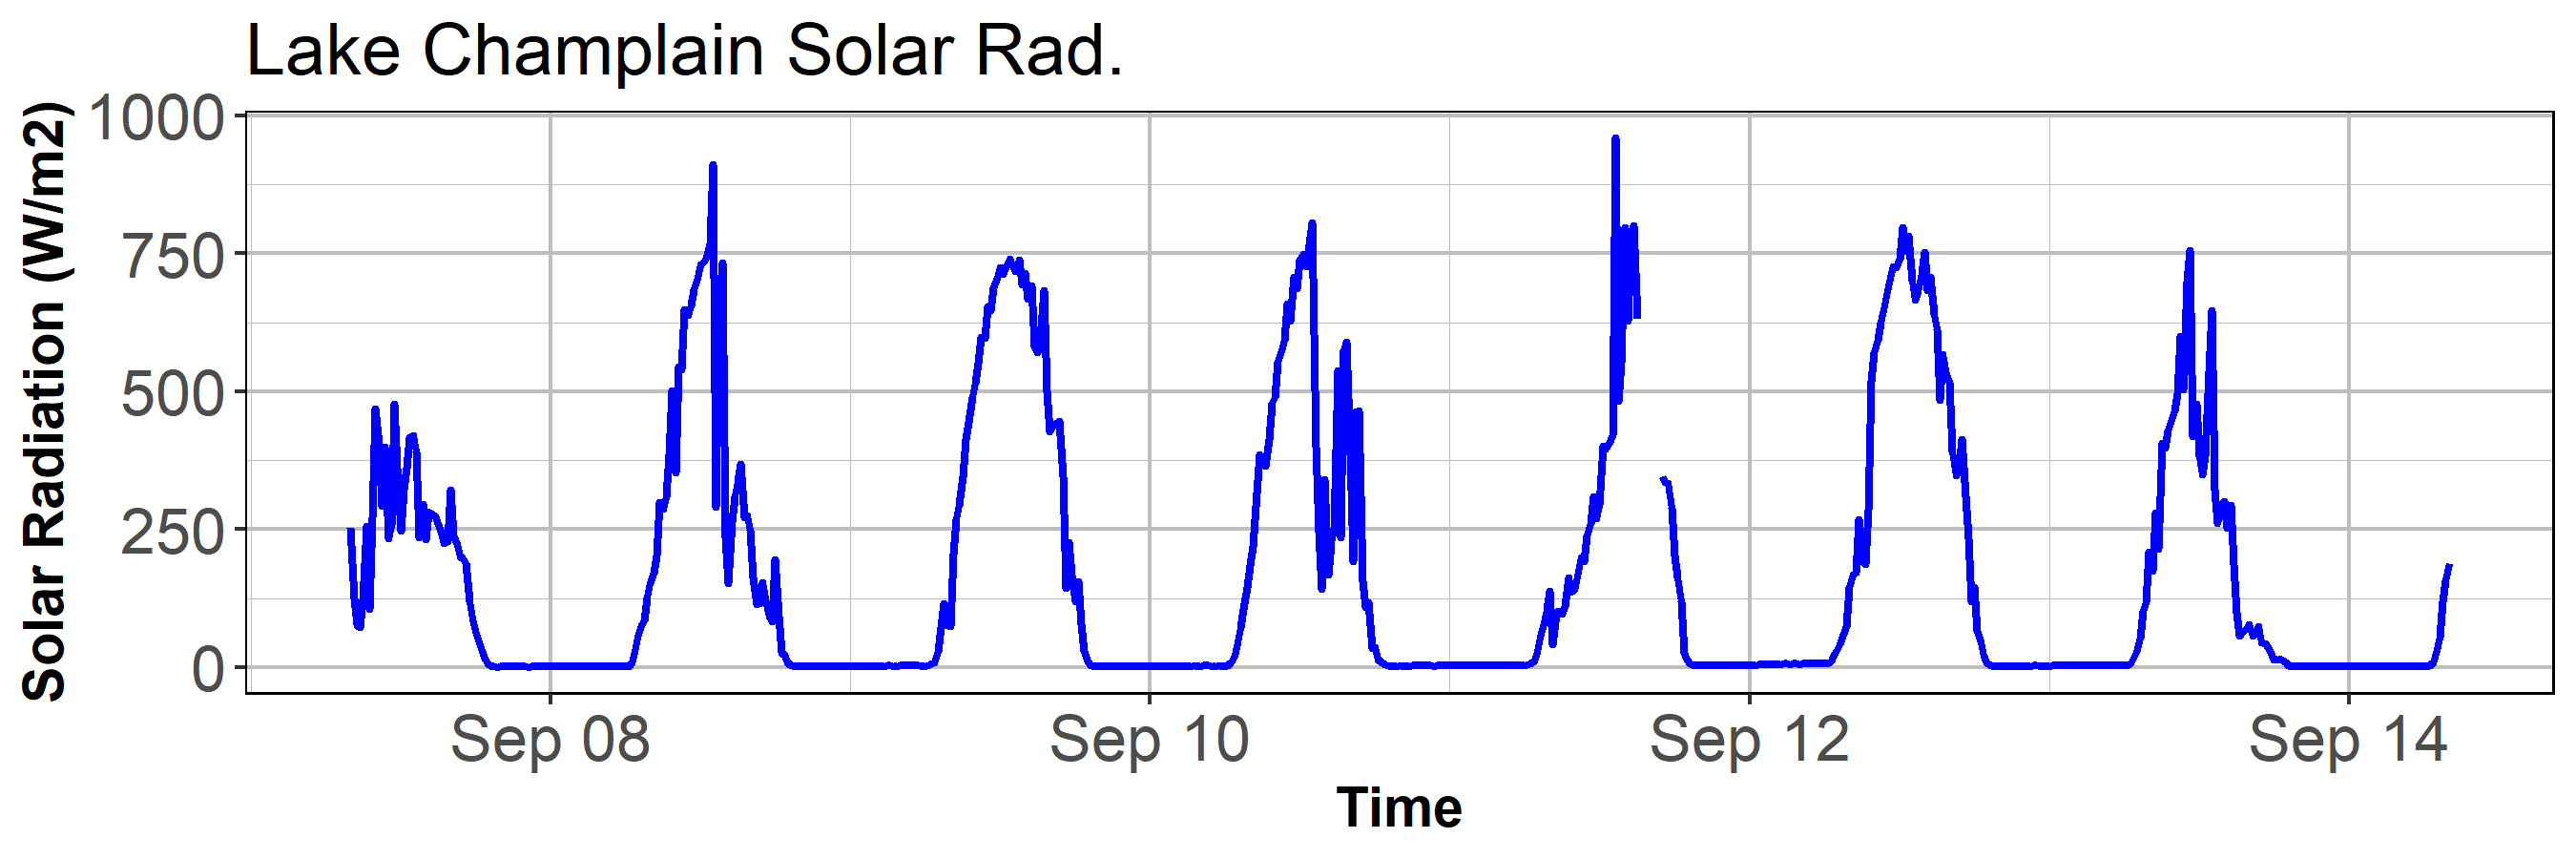 Lake Champlain Solar Rad.
Solar Radiation (W/m2)
1000
750
500
250
0
Sep 08 Sep 10 Sep 12 Sep 14
Time